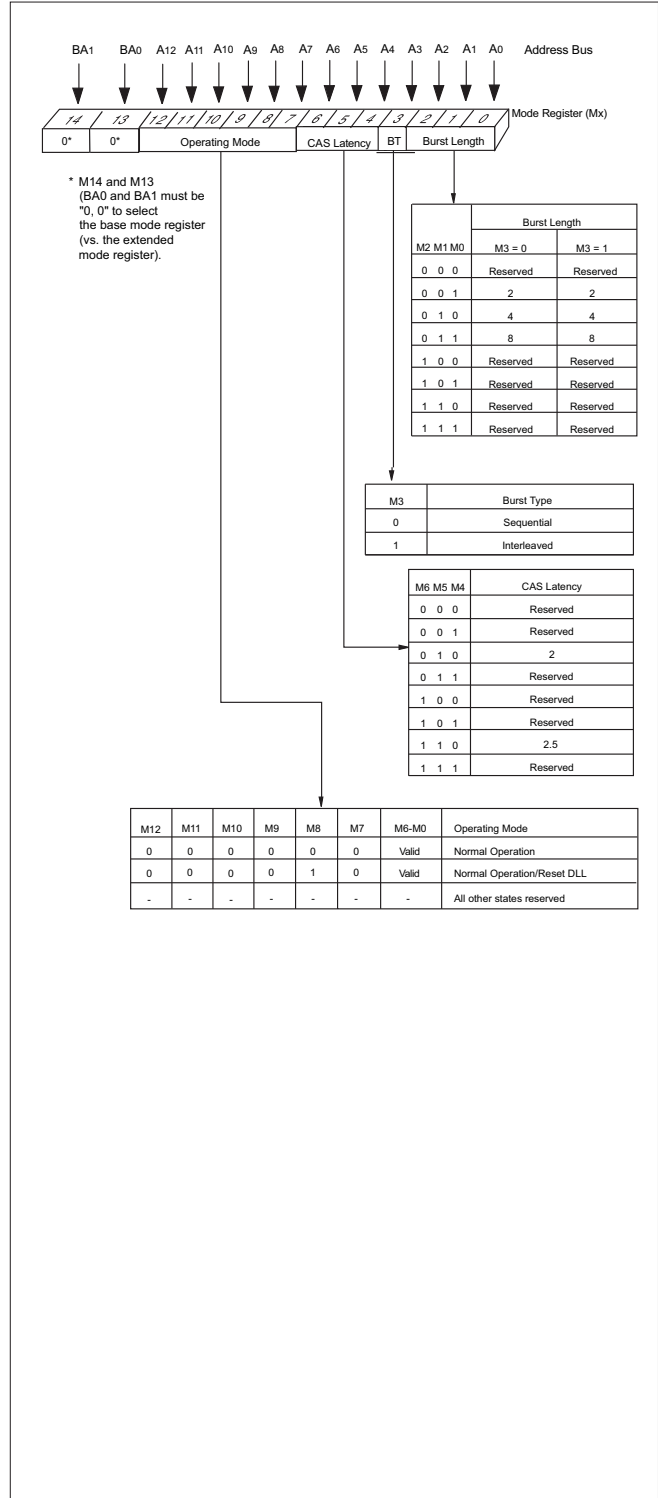 BA1 BA0 A12 A11 A10 A9 A8 A7 A6 A5 A4 A3 A2 A1 A0 Address Bus
14 13 12 11 10 9 8 7 6 5 4 3 2 1 0 Mode Register (Mx)
0* 0* Operating Mode CAS Latency BT Burst Length
* M14 and M13
(BA0 and BA1 must be
"0, 0" to select
the base mode register
(vs. the extended
mode register).
Burst Length
M2 M1 M0 M3 = 0 M3 = 1
0 0 0 Reserved Reserved
0 0 1 2 2
0 1 0 4 4
0 1 1 8 8
1 0 0 Reserved Reserved
1 0 1 Reserved Reserved
1 1 0 Reserved Reserved
1 1 1 Reserved Reserved
M3 Burst Type
0 Sequential
1 Interleaved
M6 M5 M4 CAS Latency
0 0 0 Reserved
0 0 1 Reserved
0 1 0 2
0 1 1 Reserved
1 0 0 Reserved
1 0 1 Reserved
1 1 0 2.5
1 1 1 Reserved
M12 M11 M10 M9 M8 M7 M6-M0 Operating Mode
0 0 0 0 0 0 Valid Normal Operation
0 0 0 0 1 0 Valid Normal Operation/Reset DLL
- - - - - - - All other states reserved